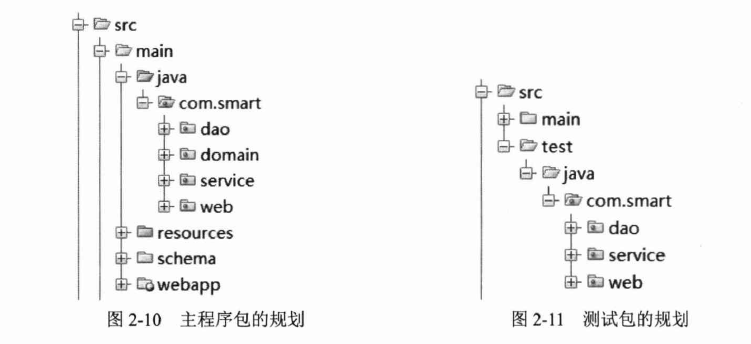 src
main
java
com.smart
dao
domain
service
web
resources
schema
webapp
图 2-10 主程序包的规划
src
main
test
java
com.smart
dao
service
web
图 2-11 测试包的规划